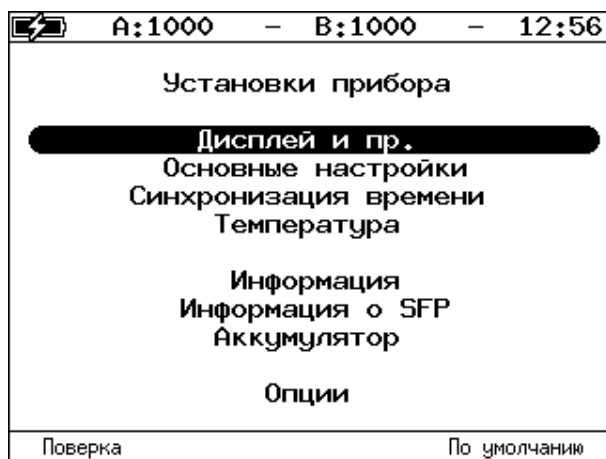 A:1000 – B:1000 – 12:56
Установки прибора
Дисплей и пр.
Основные настройки
Синхронизация времени
Температура
Информация
Информация о SFP
Аккумулятор
Опции
Поверка По умолчанию